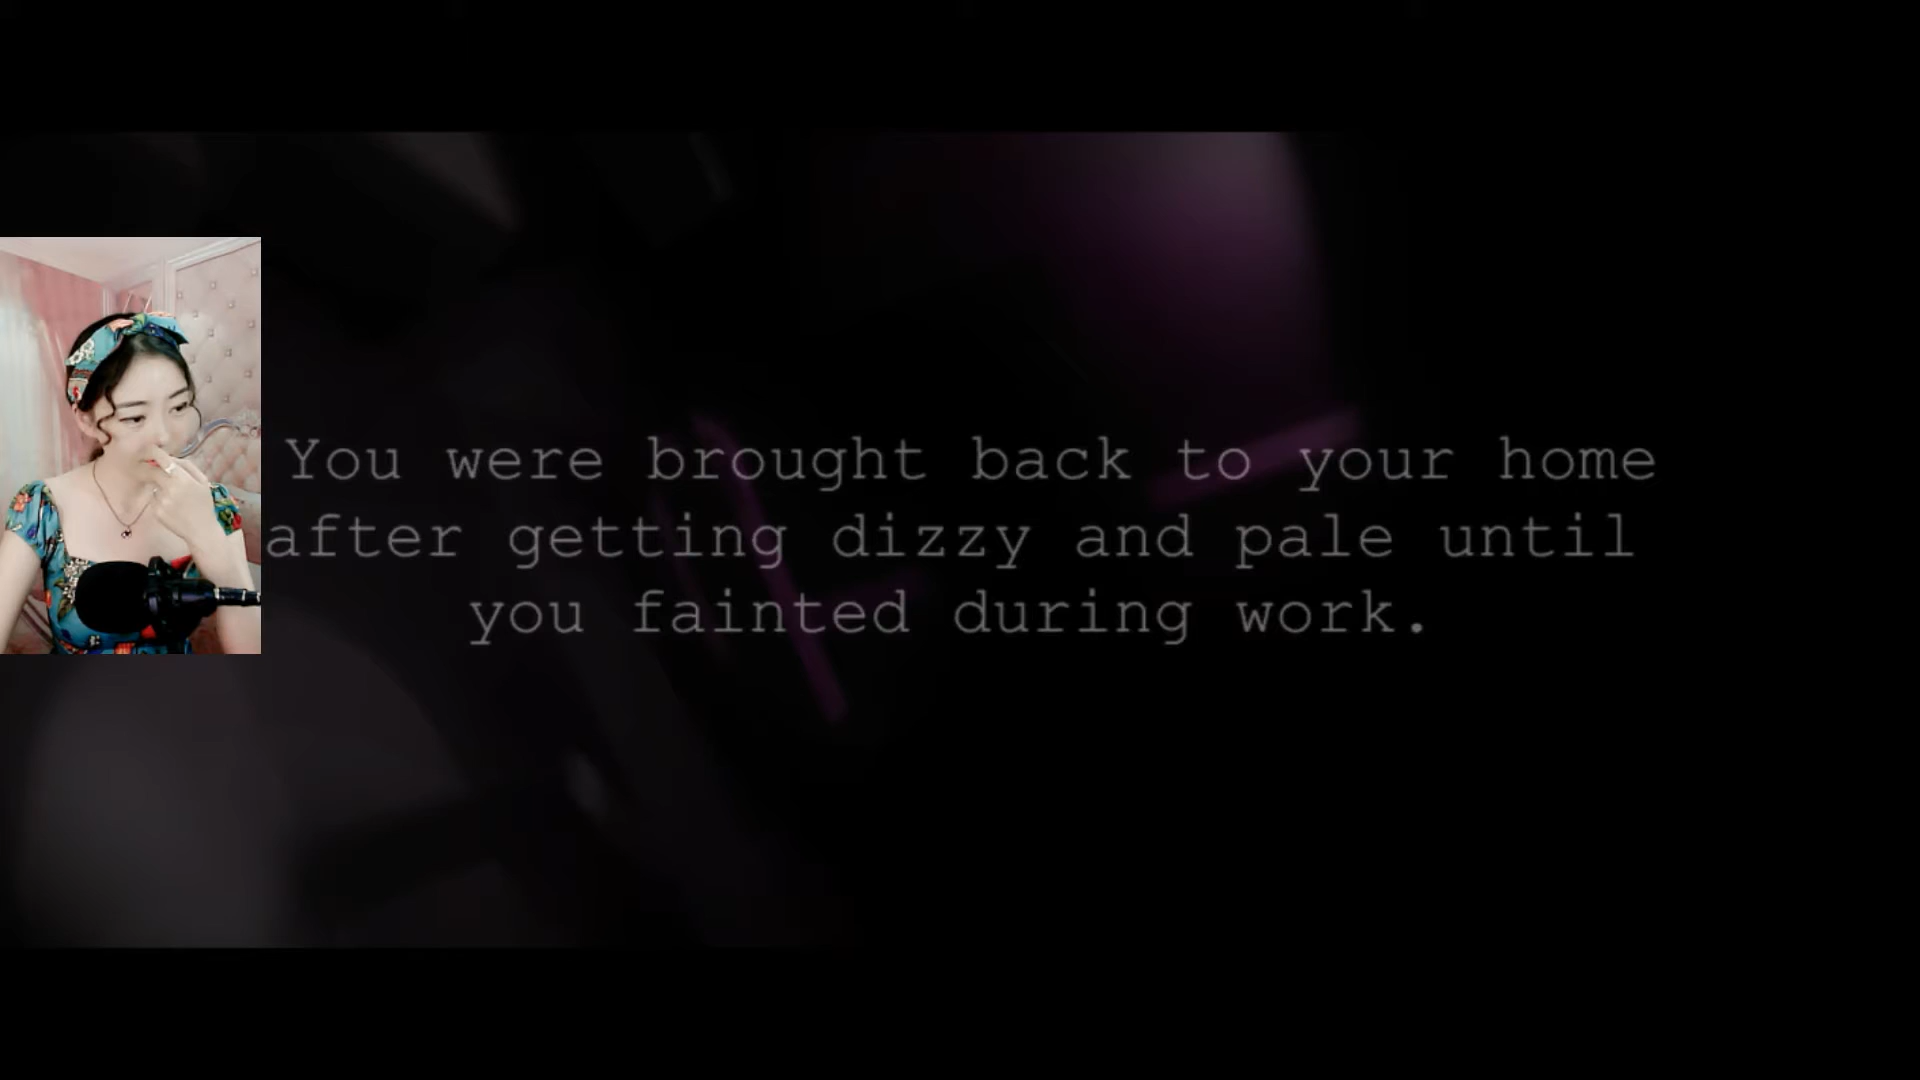 You were brought back to your home
after getting dizzy and pale until
you fainted during work.